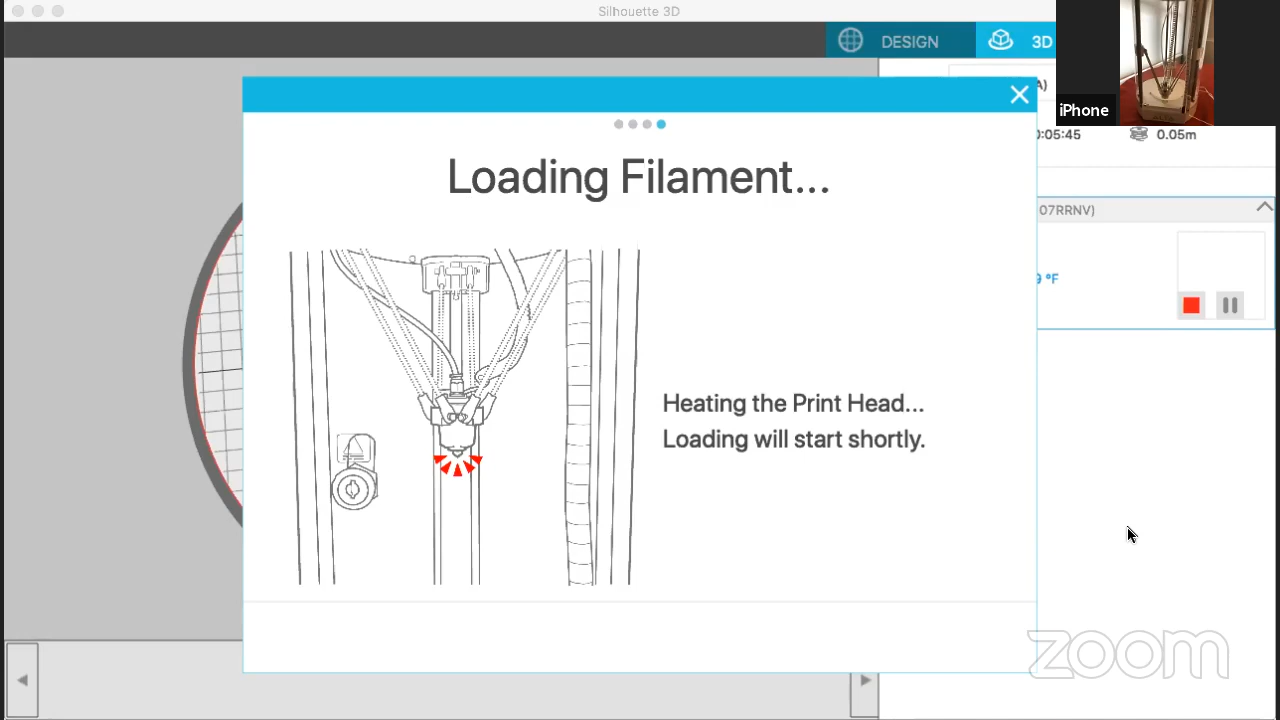 Silhouette 3D
DESIGN
3D
A)
iPhone
0:05:45
0.05m
Loading Filament...
07RRNV)
9 °F
Heating the Print Head...
Loading will start shortly.
zoom